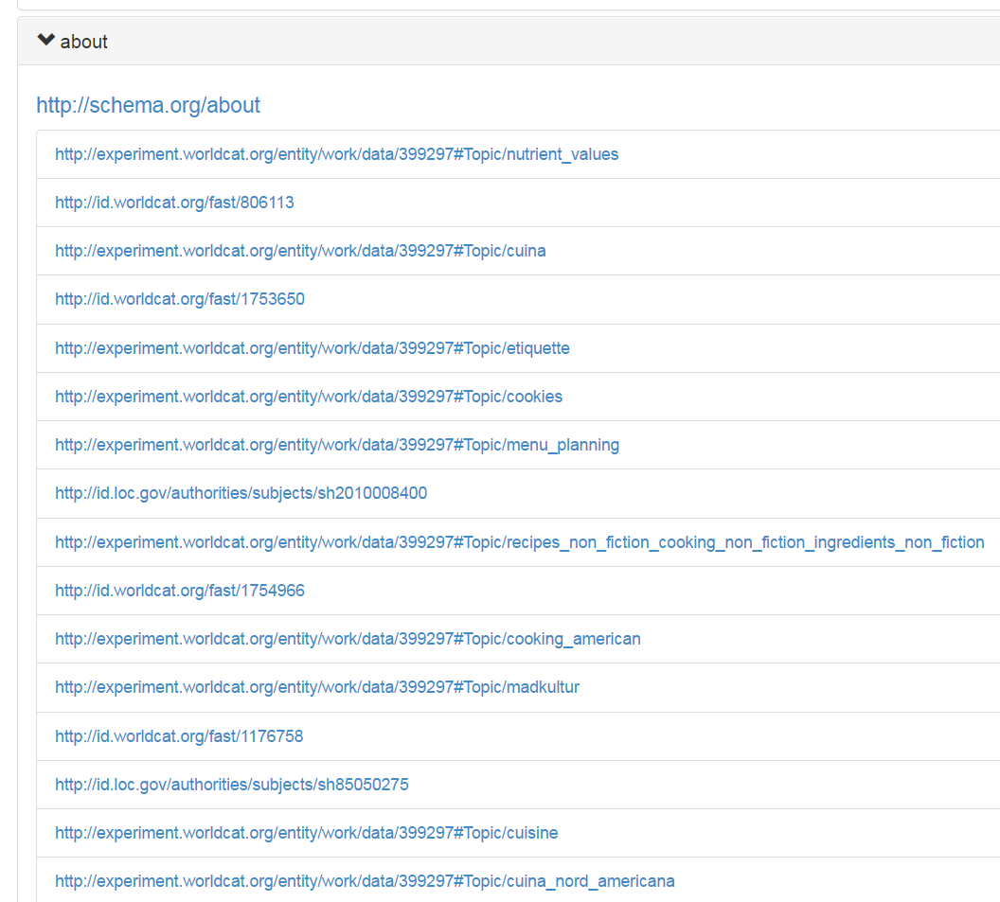 about
http://schema.org/about
http://experiment.worldcat.org/entity/work/data/399297#Topic/nutrient_values
http://id.worldcat.org/fast/806113
http://experiment.worldcat.org/entity/work/data/399297#Topic/cuina
http://id.worldcat.org/fast/1753650
http://experiment.worldcat.org/entity/work/data/399297#Topic/etiquette
http://experiment.worldcat.org/entity/work/data/399297#Topic/cookies
http://experiment.worldcat.org/entity/work/data/399297#Topic/menu_planning
http://id.loc.gov/authorities/subjects/sh2010008400
http://experiment.worldcat.org/entity/work/data/399297#Topic/recipes_non_fiction_cooking_non_fiction_ingredients_non_fiction
http://id.worldcat.org/fast/1754966
http://experiment.worldcat.org/entity/work/data/399297#Topic/cooking_american
http://experiment.worldcat.org/entity/work/data/399297#Topic/madkultur
http://id.worldcat.org/fast/1176758
http://id.loc.gov/authorities/subjects/sh85050275
http://experiment.worldcat.org/entity/work/data/399297#Topic/cuisine
http://experiment.worldcat.org/entity/work/data/399297#Topic/cuina_nord_americana